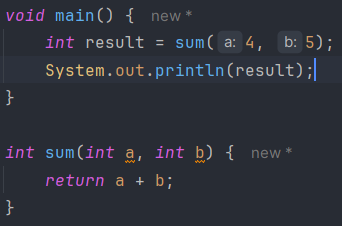 void main() { new *
    int result = sum( a: 4, b: 5);
    System.out.println(result);
}

int sum(int a, int b) { new *
    return a + b;
}